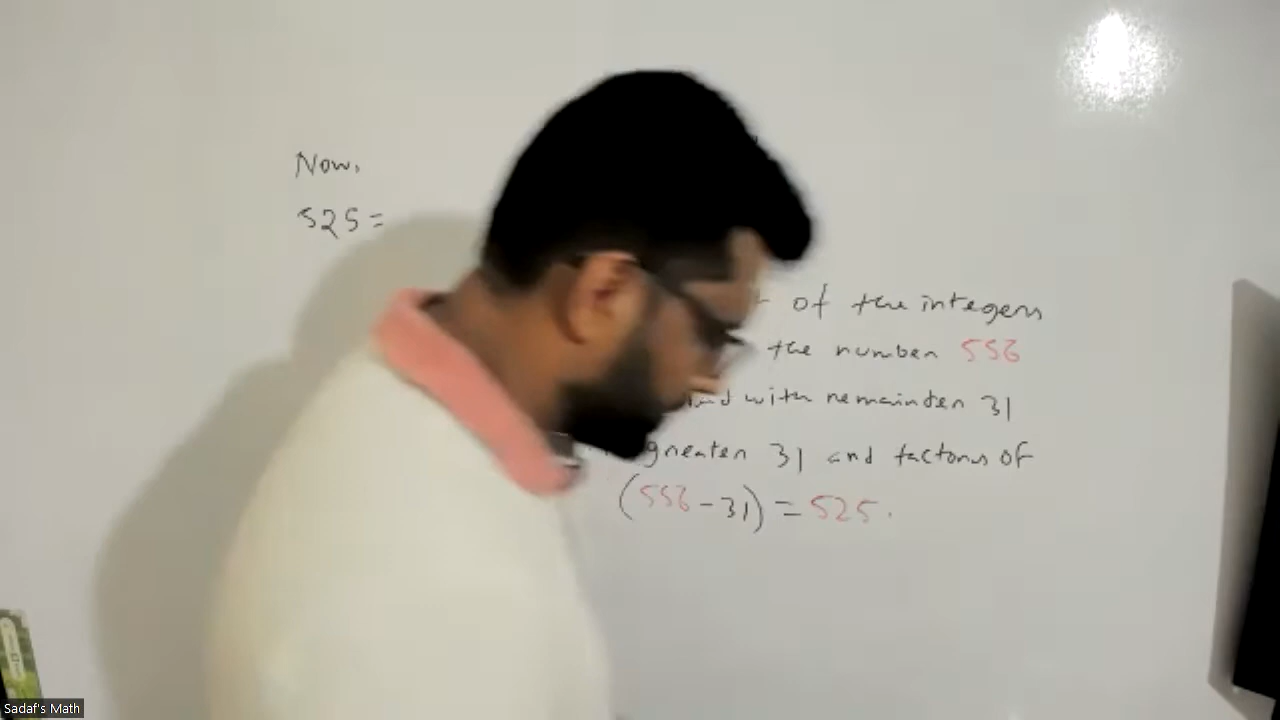 Now,
525 =
of the integers
the number 556
with remainder 31
greater 31 and factors of
(556 - 31) = 525.
Sadaf's Math